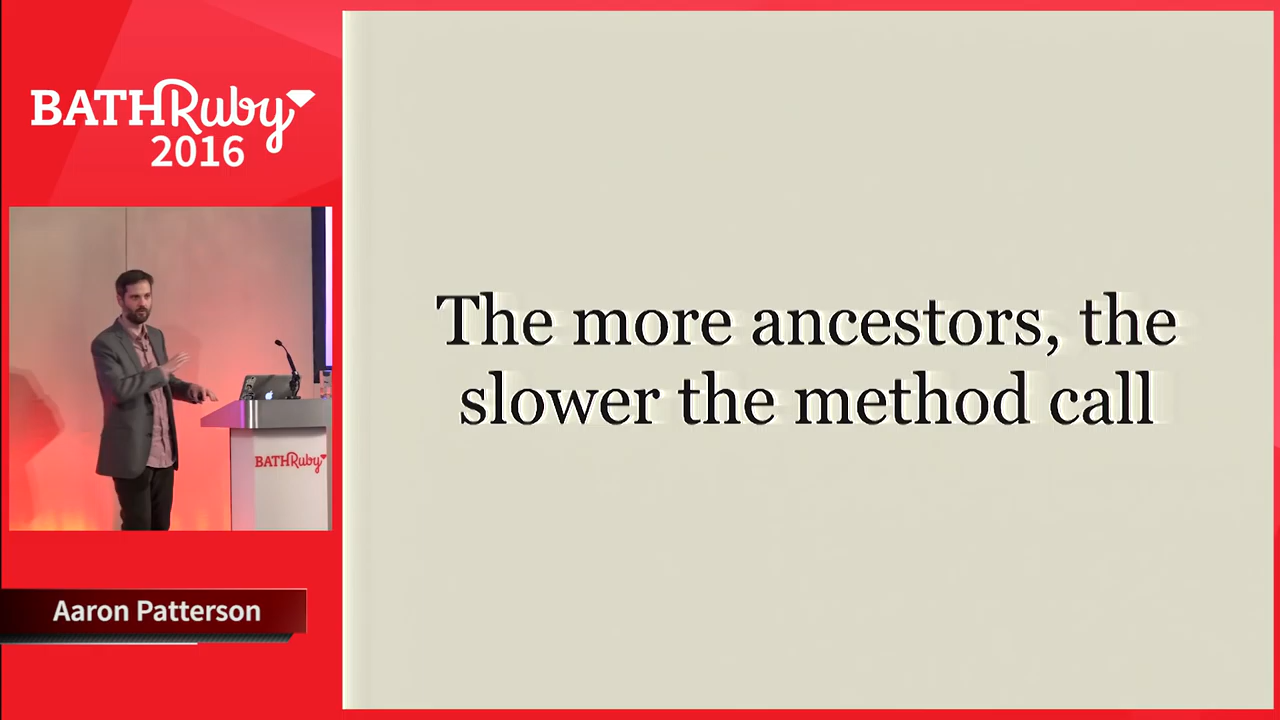 BATHRuby
2016
The more ancestors, the
slower the method call
BATHRuby
Aaron Patterson